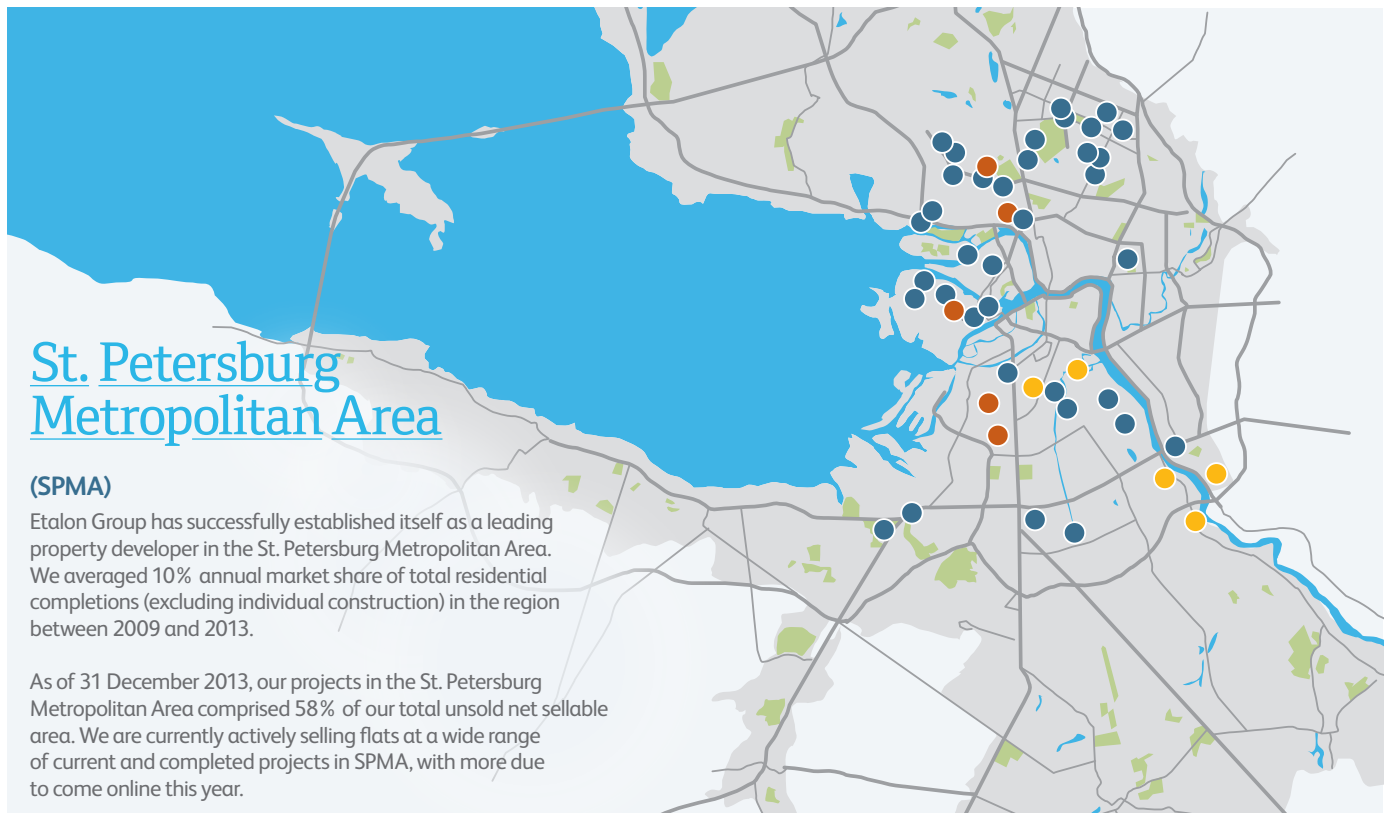 St. Petersburg
Metropolitan Area
(SPMA)
Etalon Group has successfully established itself as a leading
property developer in the St. Petersburg Metropolitan Area.
We averaged 10% annual market share of total residential
completions (excluding individual construction) in the region
between 2009 and 2013.
As of 31 December 2013, our projects in the St. Petersburg
Metropolitan Area comprised 58% of our total unsold net sellable
area. We are currently actively selling flats at a wide range
of current and completed projects in SPMA, with more due
to come online this year.